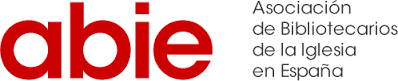 abie
Asociación
de Bibliotecarios
de la Iglesia
en España